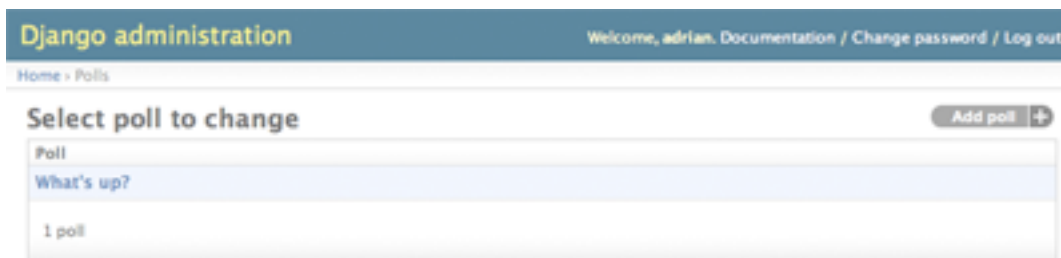 Django administration
Welcome, adrian. Documentation / Change password / Log out
Home › Polls
Select poll to change
Add poll +
Poll
What's up?
1 poll